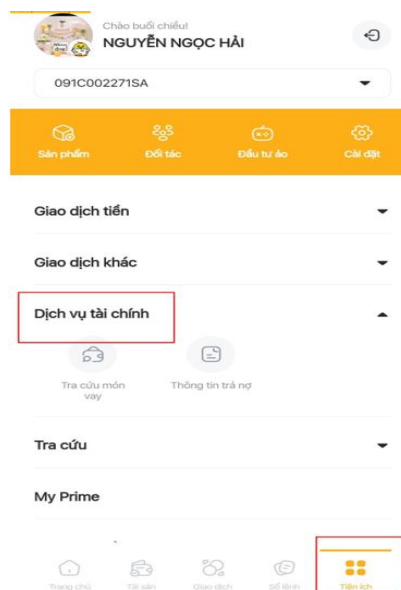 Chào buổi chiều!
NGUYỄN NGỌC HẢI
091C002271SA
Sản phẩm Đối tác Đầu tư ảo Cài đặt
Giao dịch tiền
Giao dịch khác
Dịch vụ tài chính
Tra cứu món vay
Thông tin trả nợ
Tra cứu
My Prime
Trang chủ Tài sản Giao dịch Sổ lệnh Tiện ích